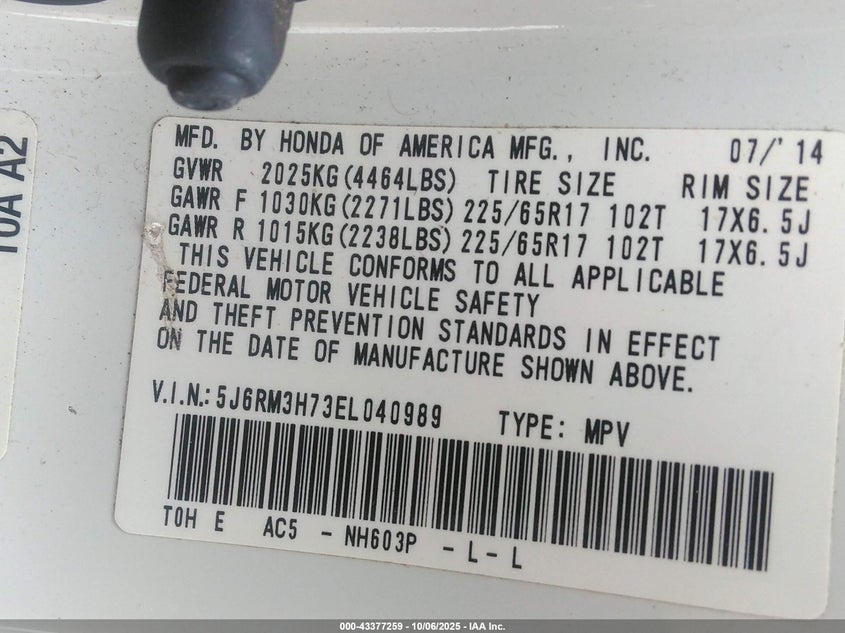 MFD. BY HONDA OF AMERICA MFG., INC. 07/'14
GVWR 2025KG(4464LBS) TIRE SIZE RIM SIZE
GAWR F 1030KG(2271LBS) 225/65R17 102T 17X6.5J
GAWR R 1015KG(2238LBS) 225/65R17 102T 17X6.5J
THIS VEHICLE CONFORMS TO ALL APPLICABLE
FEDERAL MOTOR VEHICLE SAFETY
AND THEFT PREVENTION STANDARDS IN EFFECT
ON THE DATE OF MANUFACTURE SHOWN ABOVE.
V.I.N.:5J6RM3H73EL040989 TYPE: MPV
T0H E AC5 - NH603P - L - L
T0A A2
000-43377259 - 10/06/2025 - IAA Inc.